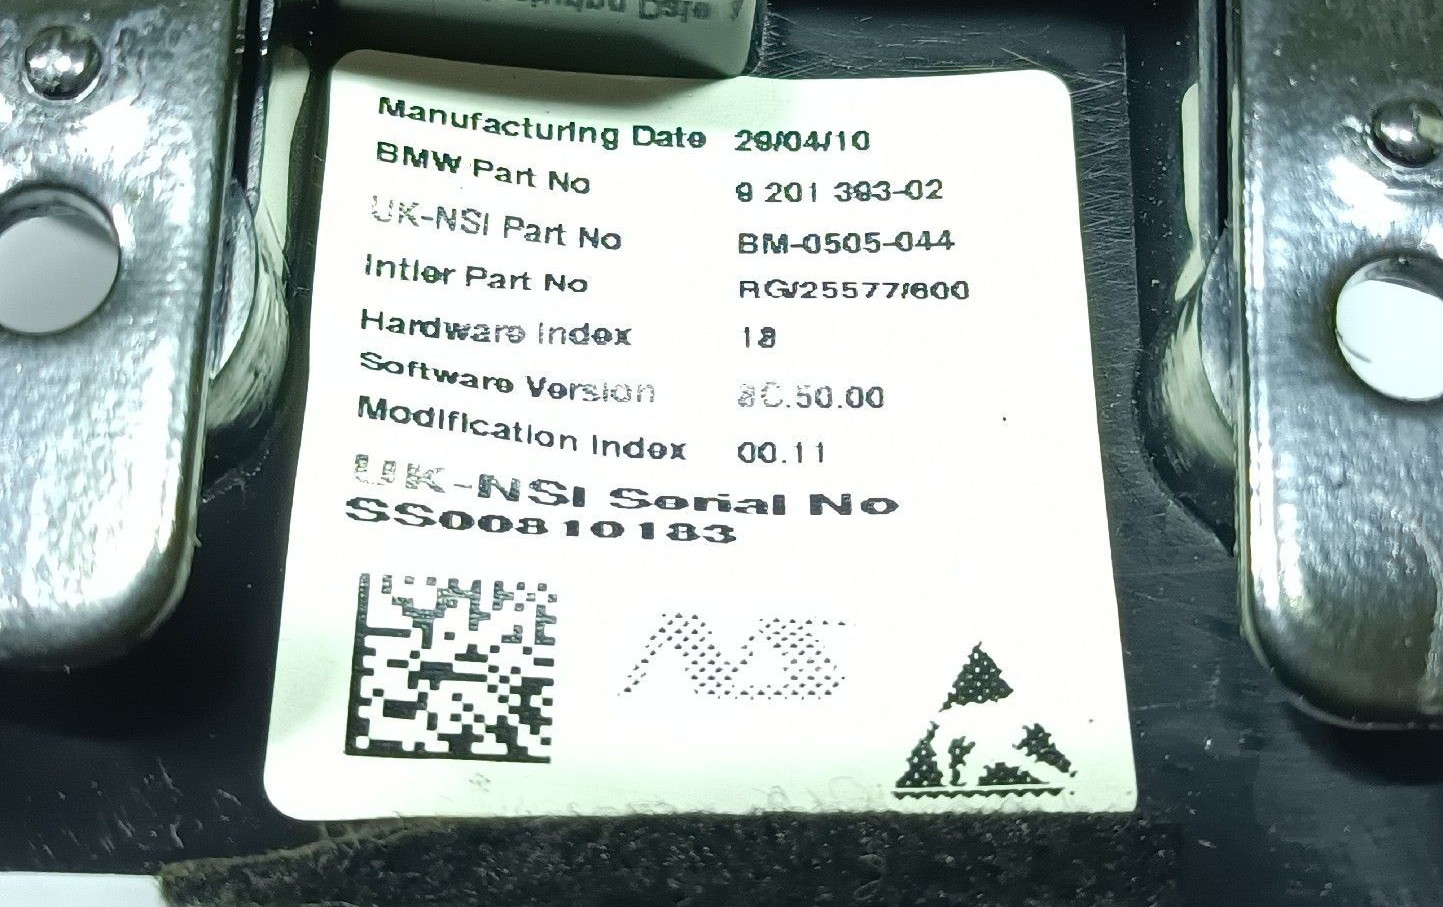 Date
Manufacturing Date 29/04/10
BMW Part No 9 201 393-02
UK-NSI Part No BM-0505-044
Intier Part No RG/25577/600
Hardware Index 18
Software Version 8C.50.00
Modification Index 00.11
UK-NSI Serial No
SS00810183